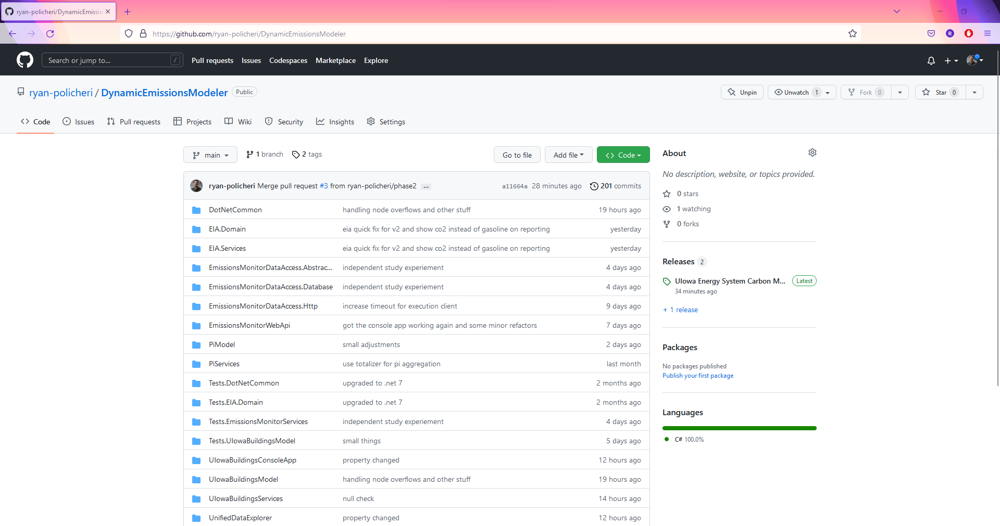 ryan-policheri/DynamicEmissio
https://github.com/ryan-policheri/DynamicEmissionsModeler
R
Search or jump to... /
Pull requests Issues Codespaces Marketplace Explore
ryan-policheri / DynamicEmissionsModeler Public
Unpin Unwatch 1 Fork 0 Star 0
Code Issues Pull requests Projects Wiki Security Insights Settings
main 1 branch 2 tags Go to file Add file Code
ryan-policheri Merge pull request #3 from ryan-policheri/phase2 ... a11664a 28 minutes ago 201 commits
DotNetCommon handling node overflows and other stuff 19 hours ago
EIA.Domain eia quick fix for v2 and show co2 instead of gasoline on reporting yesterday
EIA.Services eia quick fix for v2 and show co2 instead of gasoline on reporting yesterday
EmissionsMonitorDataAccess.Abstrac... independent study experiement 4 days ago
EmissionsMonitorDataAccess.Database independent study experiement 4 days ago
EmissionsMonitorDataAccess.Http increase timeout for execution client 9 days ago
EmissionsMonitorWebApi got the console app working again and some minor refactors 7 days ago
PiModel small adjustments 2 days ago
PiServices use totalizer for pi aggregation last month
Tests.DotNetCommon upgraded to .net 7 2 months ago
Tests.EIA.Domain upgraded to .net 7 2 months ago
Tests.EmissionsMonitorServices independent study experiement 4 days ago
Tests.UIowaBuildingsModel small things 5 days ago
UIowaBuildingsConsoleApp property changed 12 hours ago
UIowaBuildingsModel handling node overflows and other stuff 19 hours ago
UIowaBuildingsServices null check 14 hours ago
UnifiedDataExplorer property changed 12 hours ago
About
No description, website, or topics provided.
0 stars
1 watching
0 forks
Releases 2
UIowa Energy System Carbon M... Latest
34 minutes ago
+ 1 release
Packages
No packages published
Publish your first package
Languages
C# 100.0%